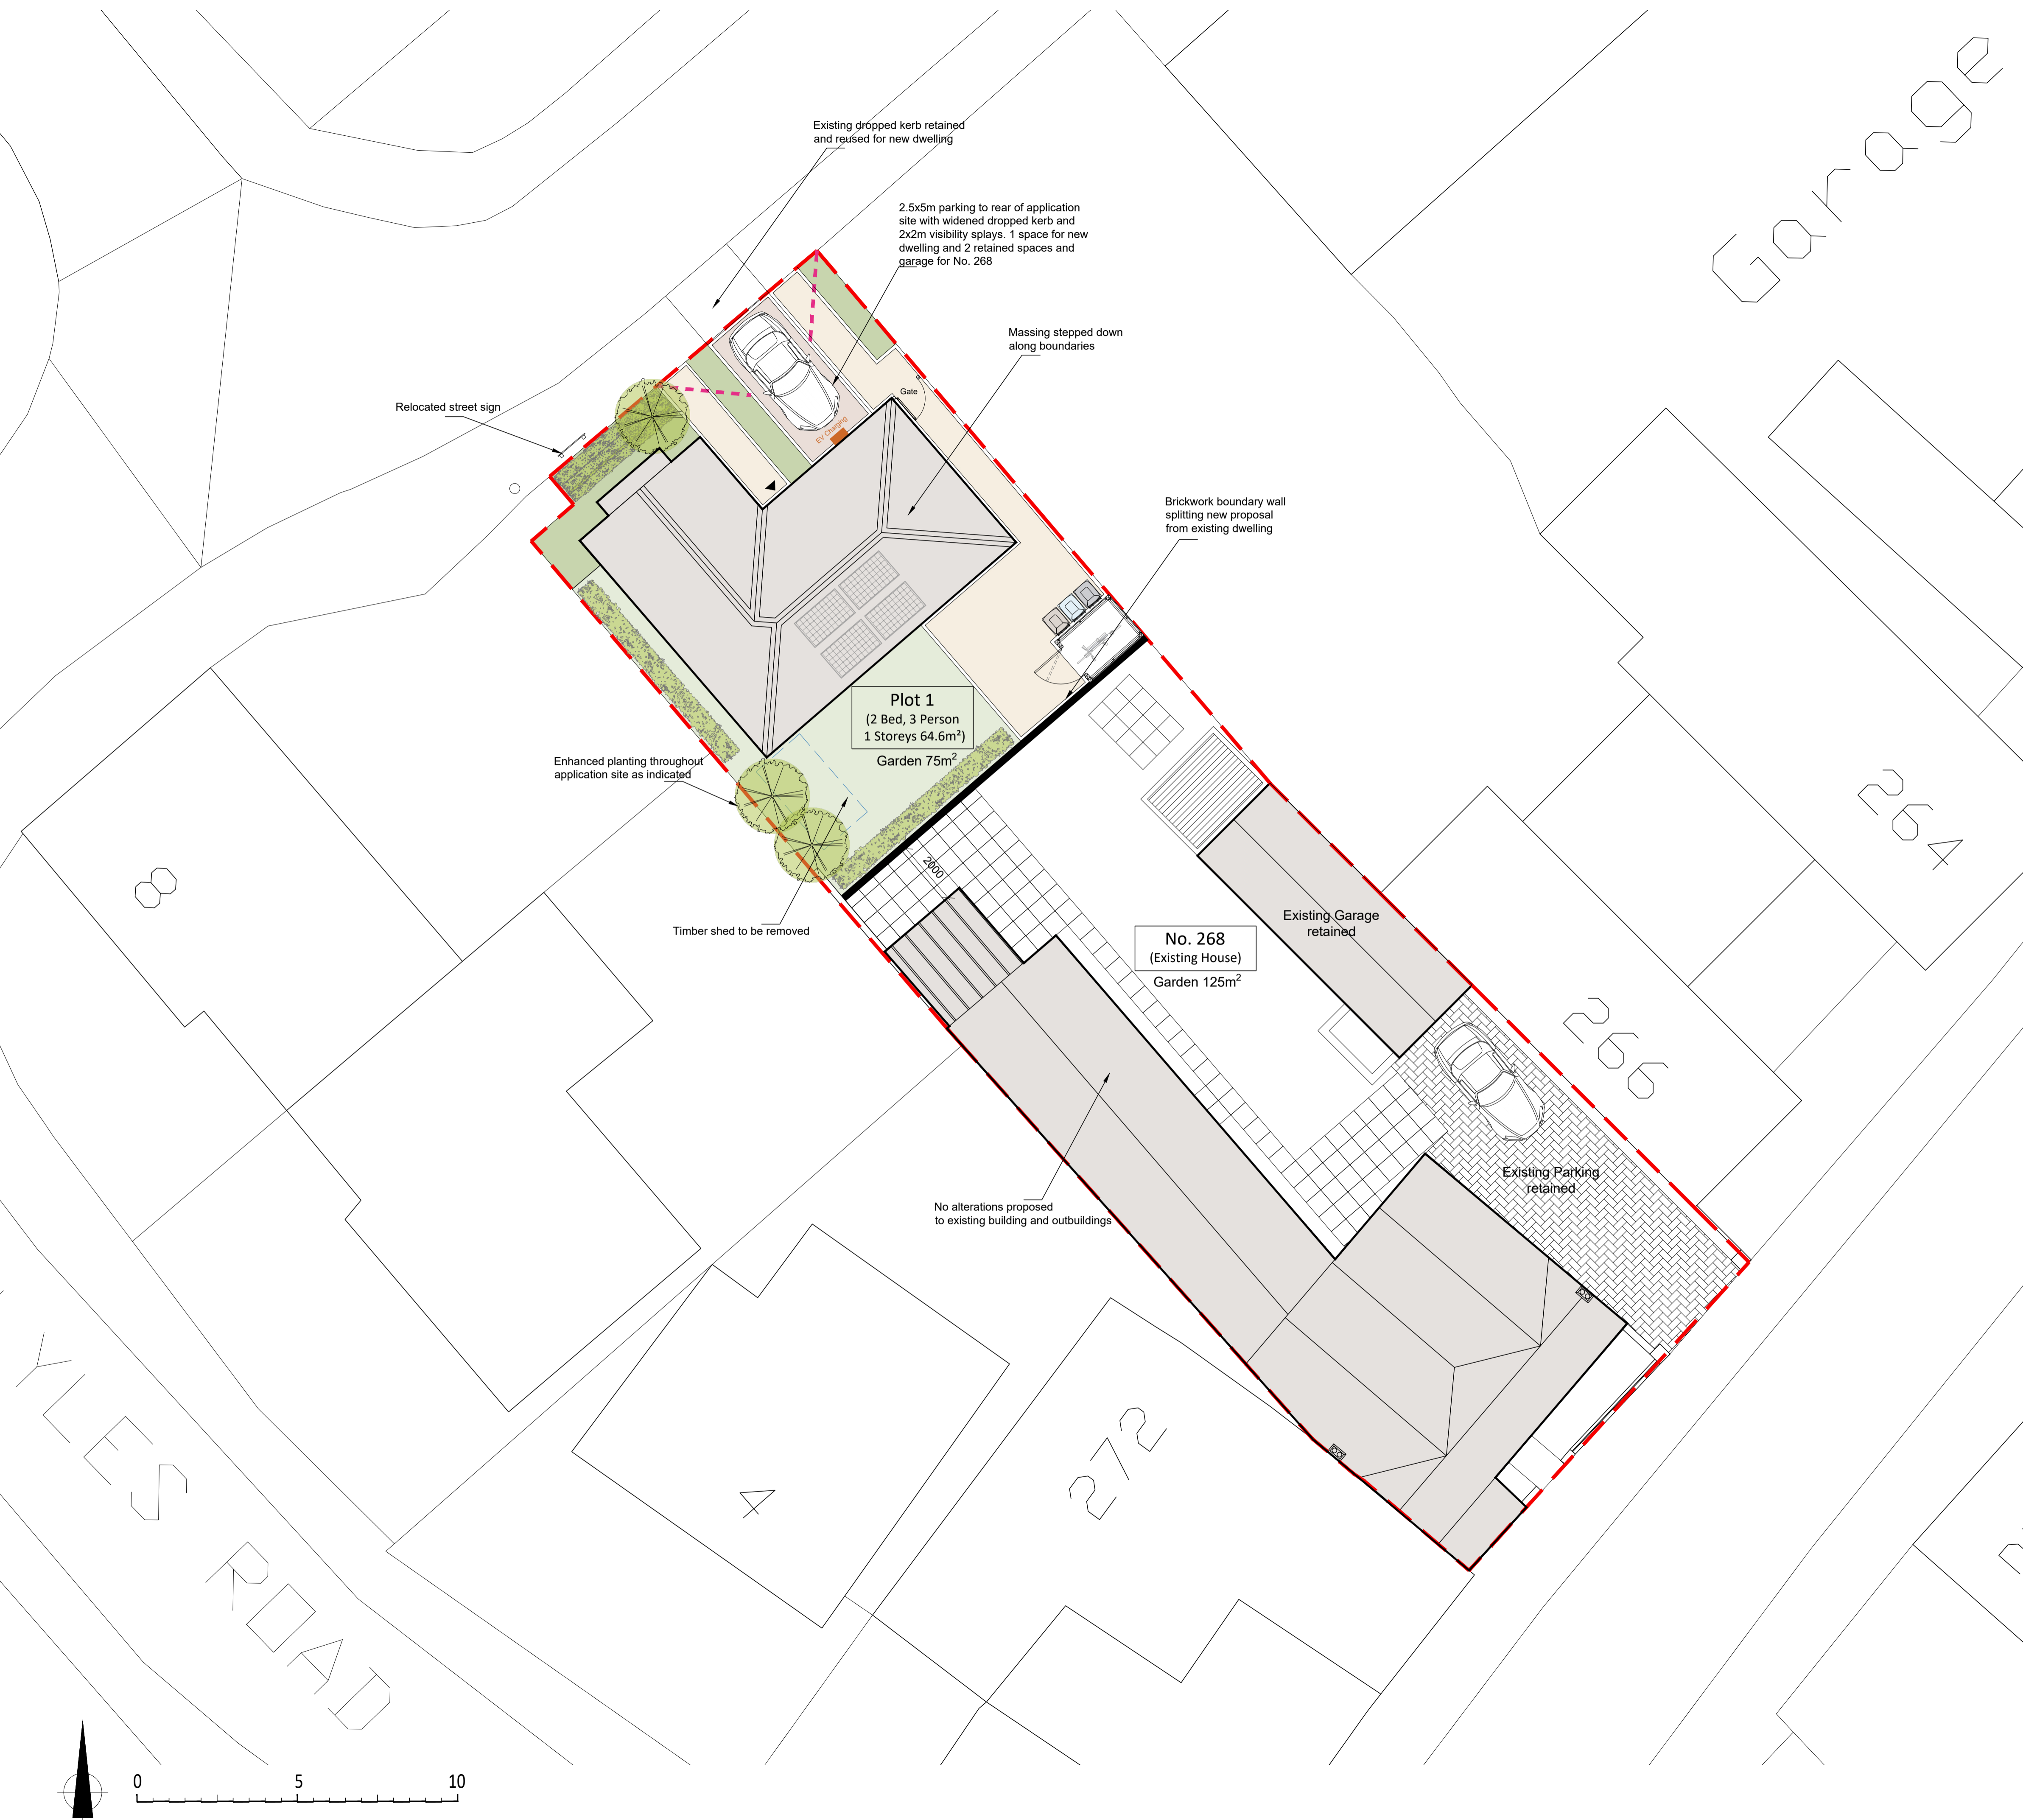 Existing dropped kerb retained
and reused for new dwelling
2.5x5m parking to rear of application
site with widened dropped kerb and
2x2m visibility splays. 1 space for new
dwelling and 2 retained spaces and
garage for No. 268
Garage
Massing stepped down
along boundaries
Gate
Relocated street sign
EV Charging
Brickwork boundary wall
splitting new proposal
from existing dwelling
Plot 1
(2 Bed, 3 Person
1 Storeys 64.6m²)
Garden 75m²
Enhanced planting throughout
application site as indicated
264
8
2000
Timber shed to be removed
Existing Garage
retained
No. 268
(Existing House)
Garden 125m²
266
Existing Parking
retained
No alterations proposed
to existing building and outbuildings
272
4
YLES ROAD
0 5 10